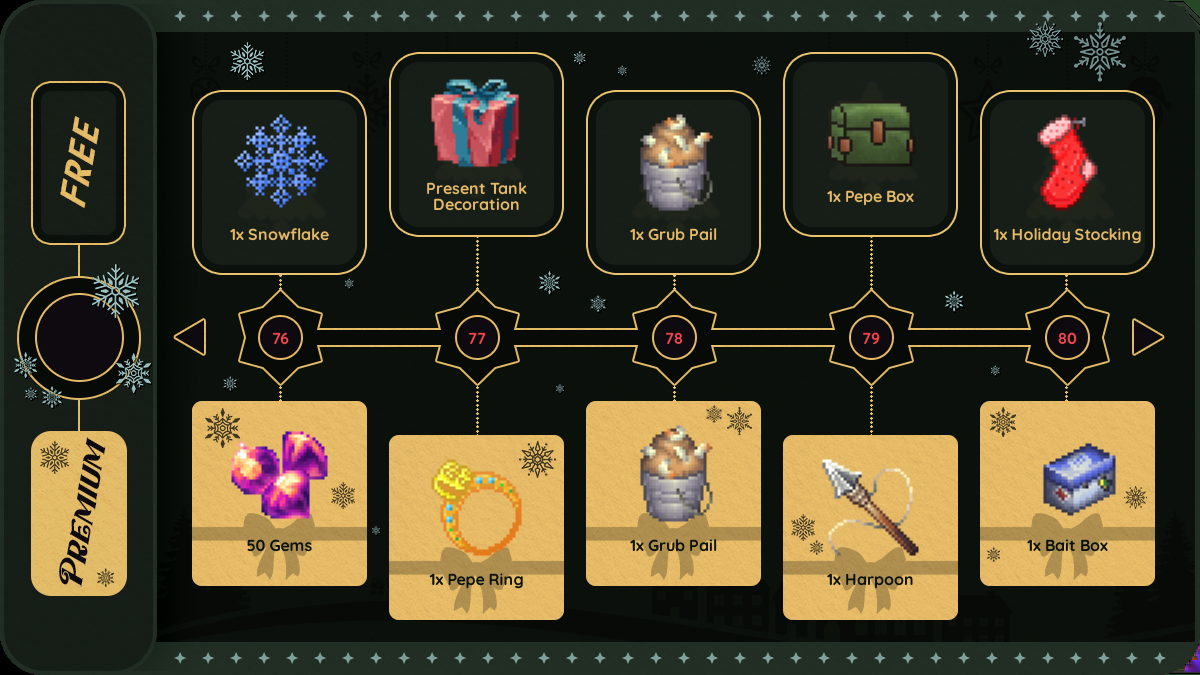 FREE
1x Snowflake
Present Tank
Decoration
1x Grub Pail
1x Pepe Box
1x Holiday Stocking
76
77
78
79
80
PREMIUM
50 Gems
1x Pepe Ring
1x Grub Pail
1x Harpoon
1x Bait Box